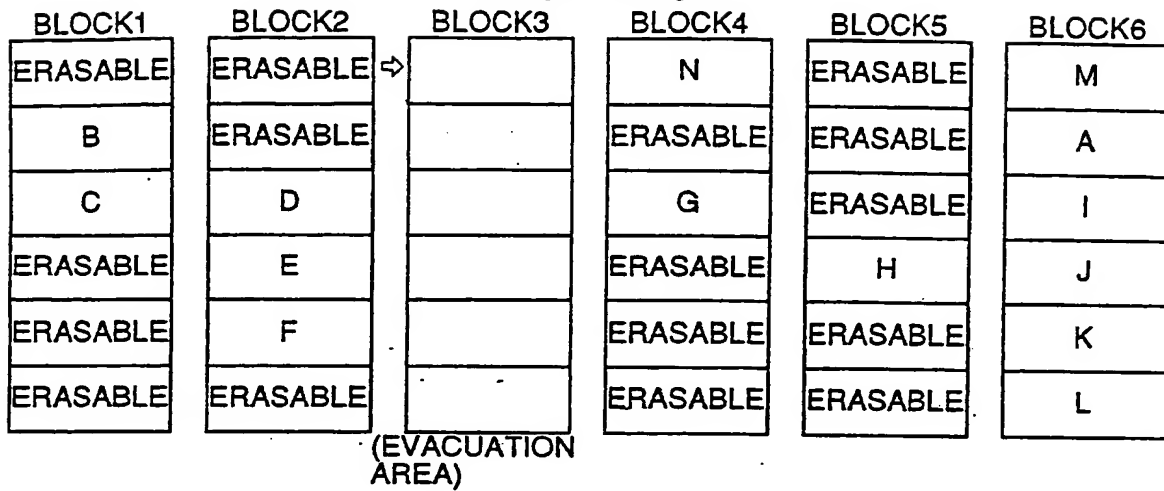 BLOCK1 BLOCK2 BLOCK3 BLOCK4 BLOCK5 BLOCK6
ERASABLE ERASABLE ⇨ N ERASABLE M
B ERASABLE ERASABLE ERASABLE A
C D G ERASABLE I
ERASABLE E ERASABLE H J
ERASABLE F ERASABLE ERASABLE K
ERASABLE ERASABLE ERASABLE ERASABLE L
(EVACUATION
AREA)